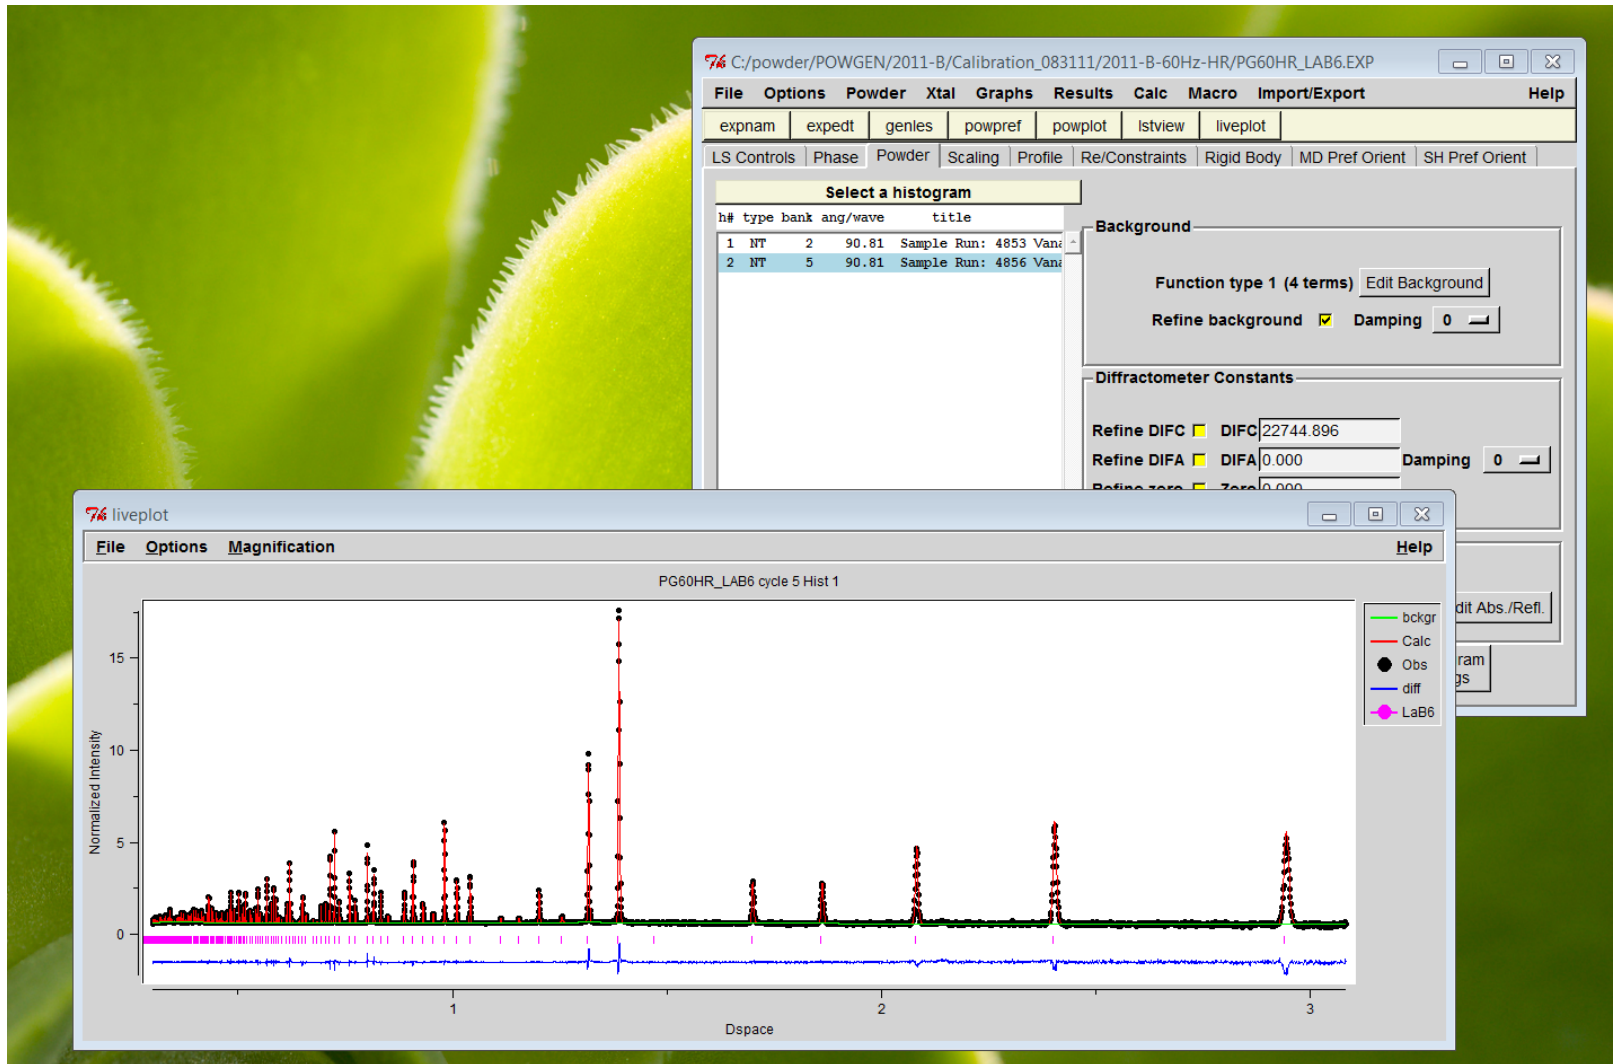 C:/powder/POWGEN/2011-B/Calibration_083111/2011-B-60Hz-HR/PG60HR_LAB6.EXP
File Options Powder Xtal Graphs Results Calc Macro Import/Export Help
expnam expedt genles powpref powplot lstview liveplot
LS Controls Phase Powder Scaling Profile Re/Constraints Rigid Body MD Pref Orient SH Pref Orient
Select a histogram
h# type bank ang/wave title
1 NT 2 90.81 Sample Run: 4853 Vana
2 NT 5 90.81 Sample Run: 4856 Vana
Background
Function type 1 (4 terms) Edit Background
Refine background Damping 0
Diffractometer Constants
Refine DIFC DIFC 22744.896
Refine DIFA DIFA 0.000 Damping 0
Refine zero Zero 0.000
dit Abs./Refl.
ram
gs
liveplot
File Options Magnification Help
PG60HR_LAB6 cycle 5 Hist 1
bckgr
Calc
Obs
diff
LaB6
Normalized Intensity
15
10
5
0
1 2 3
Dspace